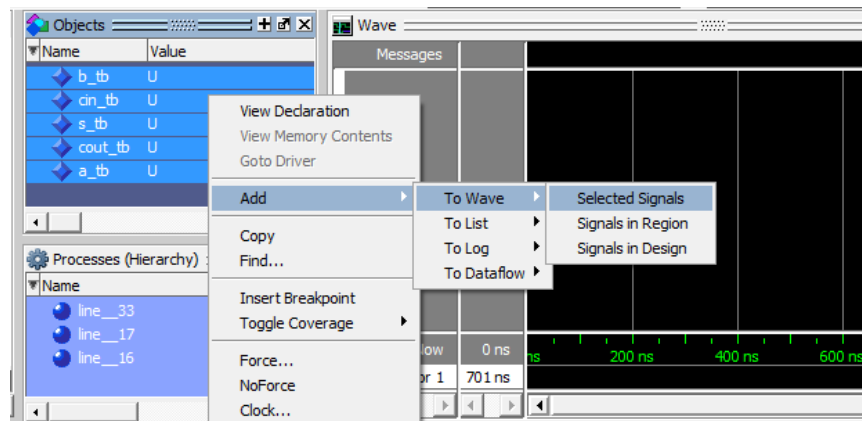 Objects
Name Value
b_tb U
cin_tb U
s_tb U
cout_tb U
a_tb U
Processes (Hierarchy)
Name
line__33
line__17
line__16
View Declaration
View Memory Contents
Goto Driver
Add
Copy
Find...
Insert Breakpoint
Toggle Coverage
Force...
NoForce
Clock...
To Wave
To List
To Log
To Dataflow
Selected Signals
Signals in Region
Signals in Design
Wave
Messages
0 ns
701 ns
ns 200 ns 400 ns 600 ns